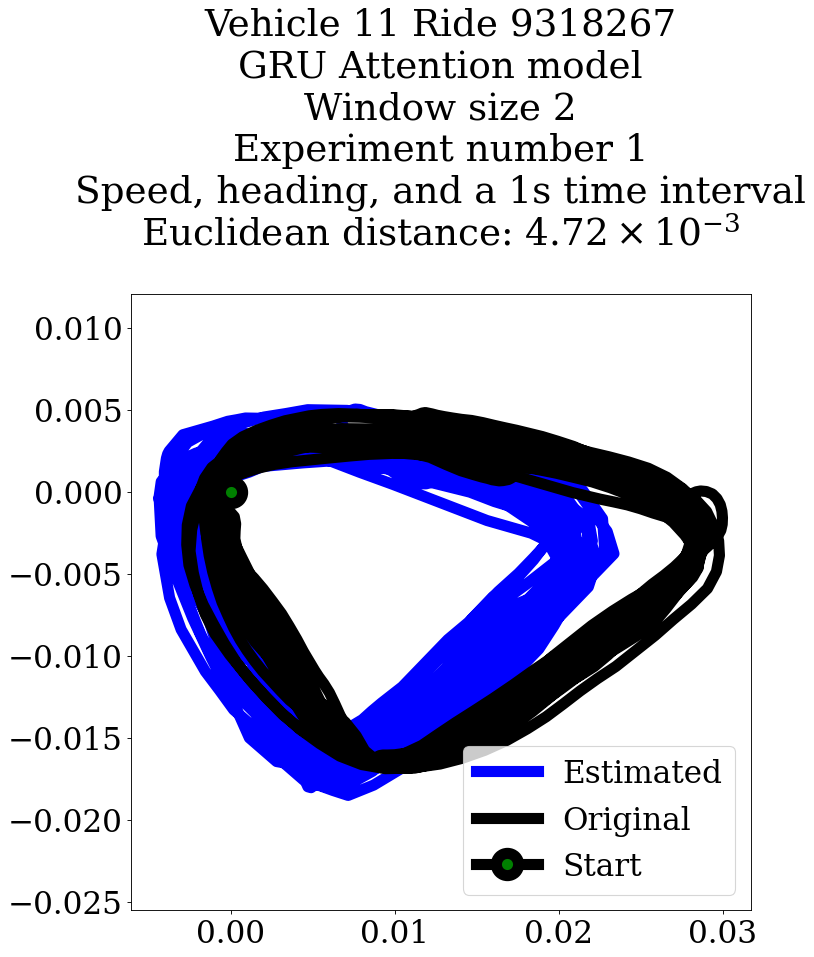 Vehicle 11 Ride 9318267
GRU Attention model
Window size 2
Experiment number 1
Speed, heading, and a 1s time interval
Euclidean distance: 4.72 × 10⁻³
0.010
0.005
0.000
−0.005
−0.010
−0.015
−0.020
−0.025
Estimated
Original
Start
0.00 0.01 0.02 0.03